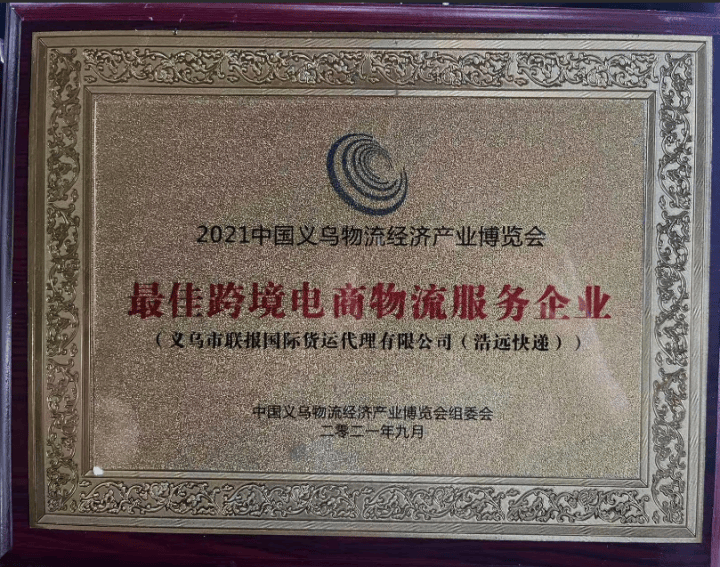 2021中国义乌物流经济产业博览会
最佳跨境电商物流服务企业
（义乌市联报国际货运代理有限公司（浩远快递））
中国义乌物流经济产业博览会组委会
二零二一年九月